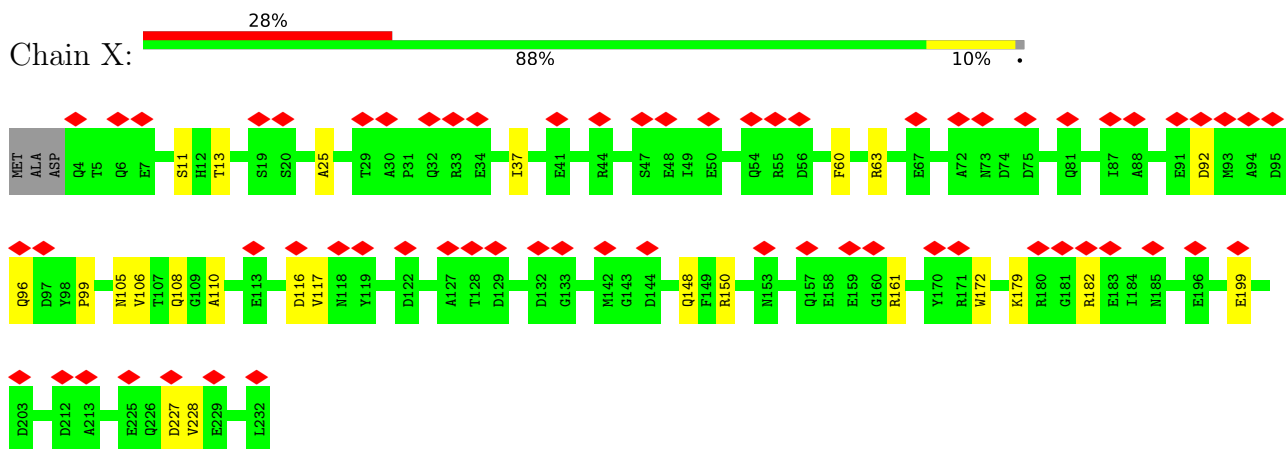 28%
Chain X:
88% 10% •
MET ALA ASP Q4 T5 Q6 E7 S11 H12 T13 S19 S20 A25 T29 A30 P31 Q32 R33 E34 I37 E41 R44 S47 E48 I49 E50 Q54 R55 D56 F60 R63 E67 A72 N73 D74 D75 Q81 I87 A88 E91 D92 M93 A94 D95
Q96 D97 Y98 P99 N105 V106 T107 Q108 G109 A110 E113 D116 V117 N118 Y119 D122 A127 T128 D129 D132 G133 M142 G143 D144 Q148 F149 R150 N153 Q157 E158 E159 G160 R161 Y170 R171 W172 K179 R180 G181 R182 E183 I184 N185 E196 E199
D203 D212 A213 E225 Q226 D227 V228 E229 L232